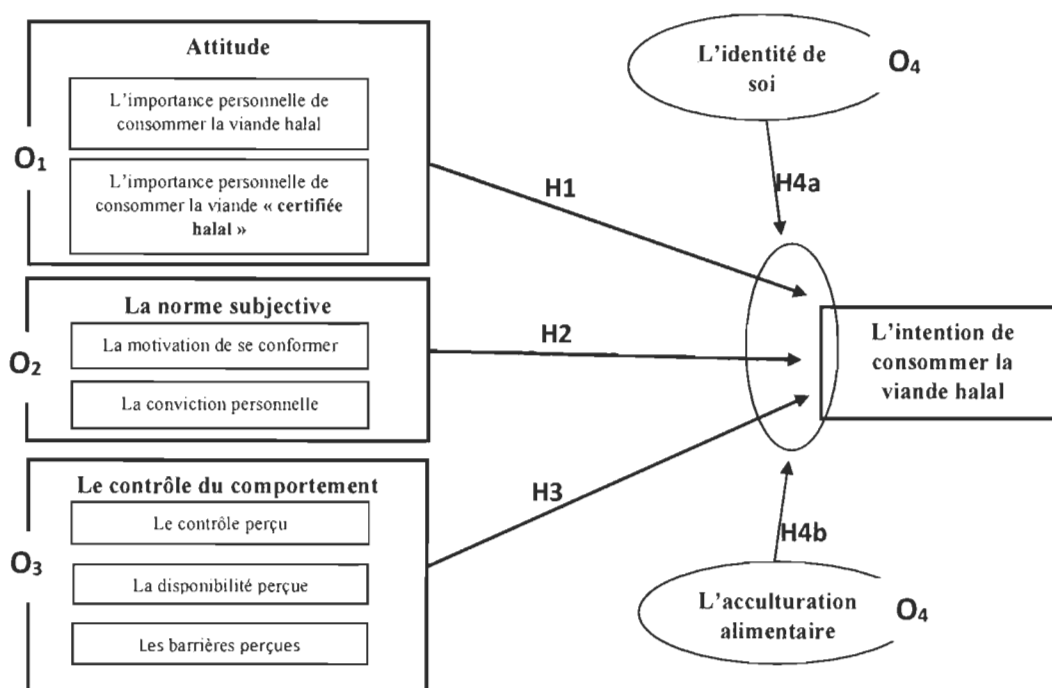 Attitude
L'importance personnelle de
consommer la viande halal
O₁
L'importance personnelle de
consommer la viande « certifiée
halal »
La norme subjective
O₂
La motivation de se conformer
La conviction personnelle
Le contrôle du comportement
Le contrôle perçu
O₃
La disponibilité perçue
Les barrières perçues
H1
H2
H3
L'identité de
soi
O₄
H4a
L'intention de
consommer la
viande halal
H4b
L'acculturation
alimentaire
O₄